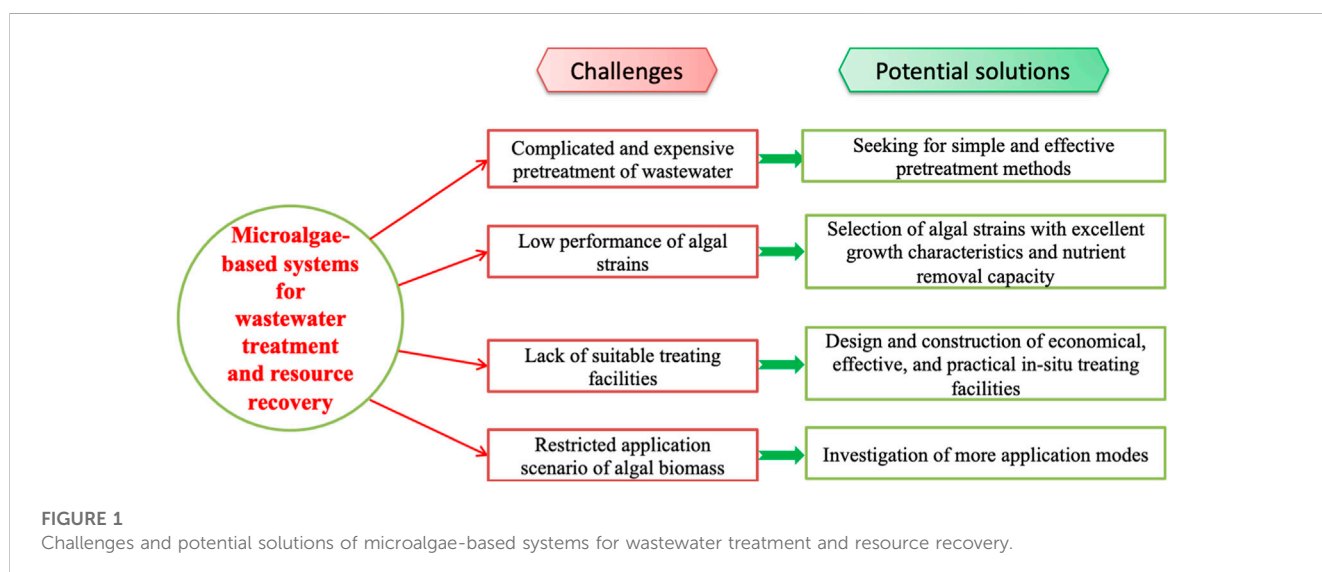 Challenges
Potential solutions
Microalgae-
based systems
for
wastewater
treatment
and resource
recovery
Complicated and expensive
pretreatment of wastewater
Seeking for simple and effective
pretreatment methods
Low performance of algal
strains
Selection of algal strains with excellent
growth characteristics and nutrient
removal capacity
Lack of suitable treating
facilities
Design and construction of economical,
effective, and practical in-situ treating
facilities
Restricted application
scenario of algal biomass
Investigation of more application modes
FIGURE 1
Challenges and potential solutions of microalgae-based systems for wastewater treatment and resource recovery.